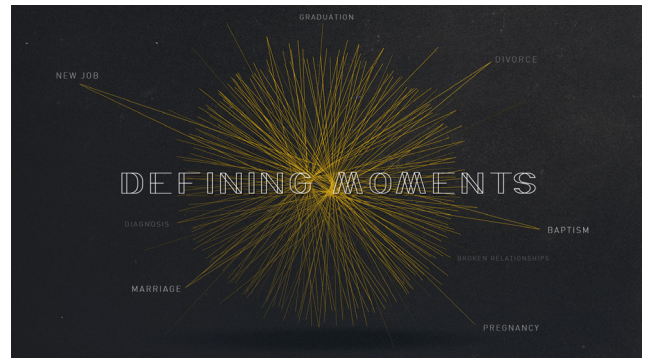 GRADUATION
DIVORCE
NEW JOB
DEFINING MOMENTS
DIAGNOSIS
BAPTISM
BROKEN RELATIONSHIPS
MARRIAGE
PREGNANCY